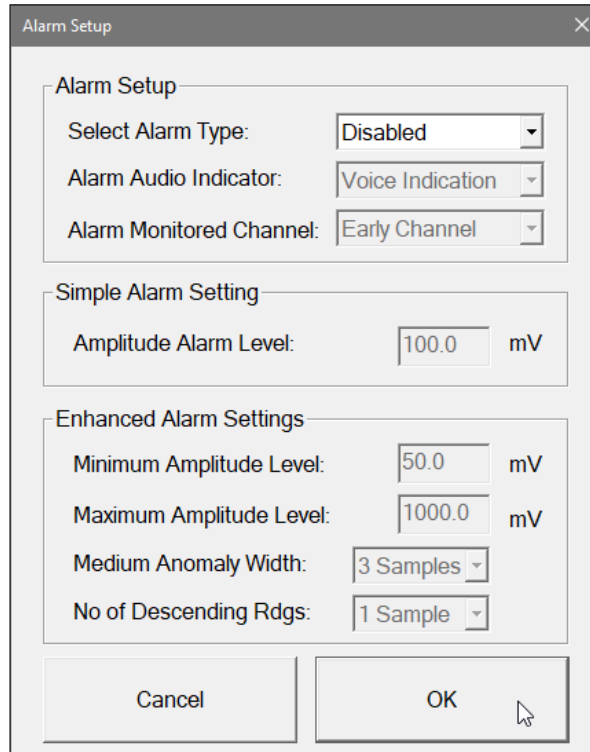 Alarm Setup
Alarm Setup
Select Alarm Type: Disabled
Alarm Audio Indicator: Voice Indication
Alarm Monitored Channel: Early Channel
Simple Alarm Setting
Amplitude Alarm Level: 100.0 mV
Enhanced Alarm Settings
Minimum Amplitude Level: 50.0 mV
Maximum Amplitude Level: 1000.0 mV
Medium Anomaly Width: 3 Samples
No of Descending Rdgs: 1 Sample
Cancel OK